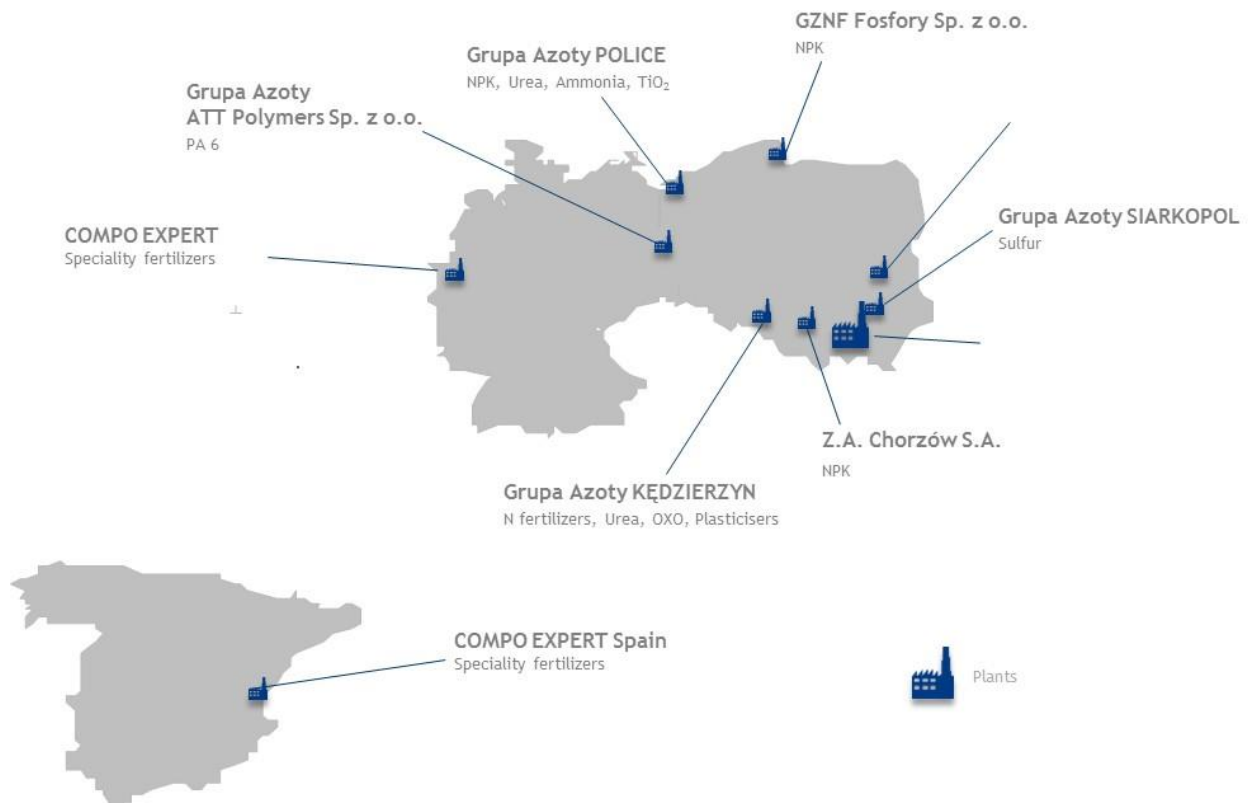 GZNF Fosfory Sp. z o.o.
NPK
Grupa Azoty POLICE
NPK, Urea, Ammonia, TiO₂
Grupa Azoty
ATT Polymers Sp. z o.o.
PA 6
Grupa Azoty SIARKOPOL
Sulfur
COMPO EXPERT
Speciality fertilizers
Z.A. Chorzów S.A.
NPK
Grupa Azoty KĘDZIERZYN
N fertilizers, Urea, OXO, Plasticisers
COMPO EXPERT Spain
Speciality fertilizers
Plants